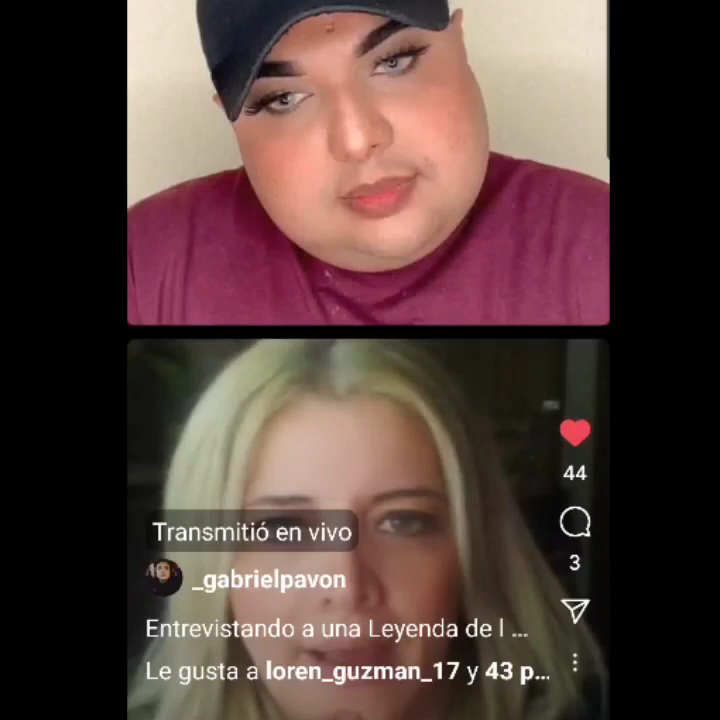 44
Transmitió en vivo
3
_gabrielpavon
Entrevistando a una Leyenda de l ...
Le gusta a loren_guzman_17 y 43 p...